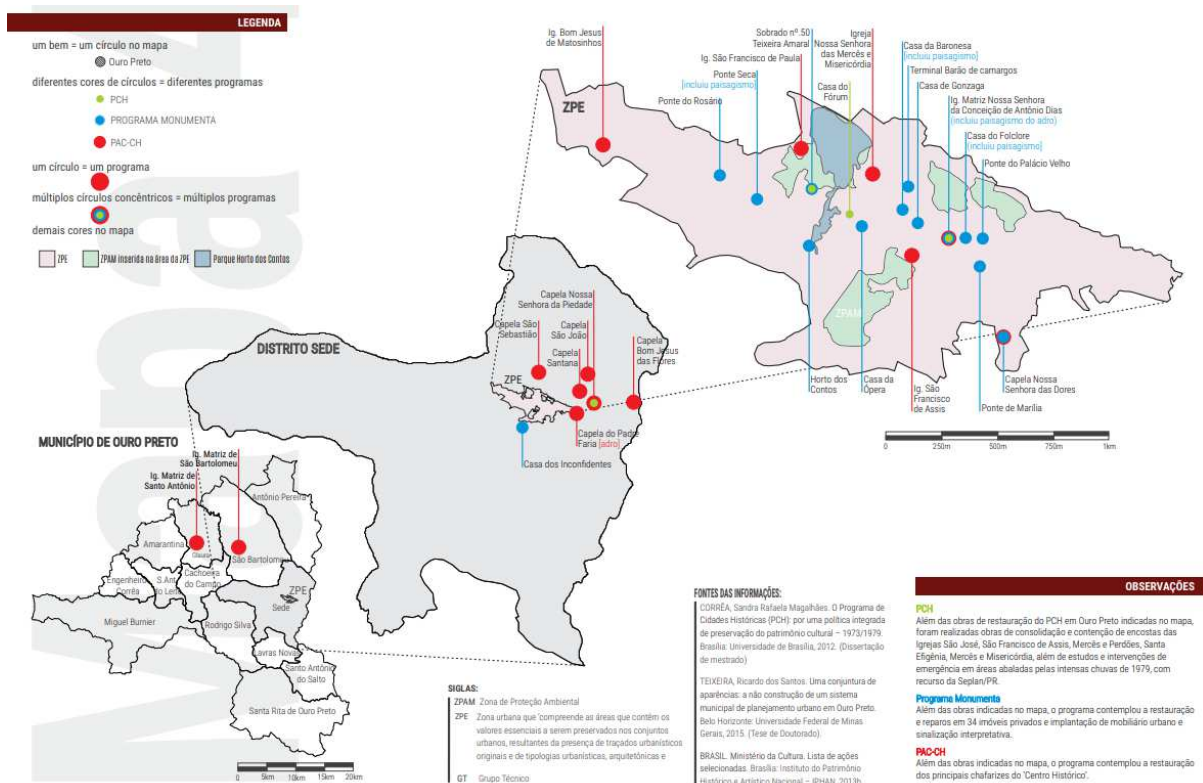 LEGENDA
um bem = um círculo no mapa
Ouro Preto
diferentes cores de círculos = diferentes programas
PCH
PROGRAMA MONUMENTA
PAC-CH
um círculo = um programa
múltiplos círculos concêntricos = múltiplos programas
demais cores no mapa
ZPE
ZPAM inserida na área da ZPE
Parque Horto dos Contos
Ig. Bom Jesus
de Matosinhos
Ponte do Rosário
Ponte Seca
[incluiu paisagismo]
Ig. São Francisco de Paula
Sobrado nº.50
Teixeira Amaral
Casa do
Fórum
Igreja
Nossa Senhora
das Mercês e
Misericórdia
Casa da Baronesa
[incluiu paisagismo]
Terminal Barão de camargos
Casa de Gonzaga
Ig. Matriz Nossa Senhora
da Conceição de Antônio Dias
(incluiu paisagismo do adro)
Casa do Folclore
[incluiu paisagismo]
Ponte do Palácio Velho
ZPE
ZPAM
Horto dos
Contos
Casa da
Ópera
Ig. São
Francisco
de Assis
Ponte de Marília
Capela Nossa
Senhora das Dores
0
250m
500m
750m
1km
DISTRITO SEDE
Capela Nossa
Senhora da Piedade
Capela São
Sebastião
Capela
São João
Capela
Santana
Capela
Bom Jesus
das Flores
ZPE
Capela do Padre
Faria [adro]
Casa dos Inconfidentes
MUNICÍPIO DE OURO PRETO
Ig. Matriz de
São Bartolomeu
Ig. Matriz de
Santo Antônio
Antônio Pereira
Amarantina
Glaura
São Bartolomeu
Engenheiro
Corrêa
S.Ant.
do Leite
Cachoeira
do Campo
ZPE
Sede
Miguel Burnier
Rodrigo Silva
Lavras Novas
Santo Antônio
do Salto
Santa Rita de Ouro Preto
0
5km
10km
15km
20km
SIGLAS:
ZPAM Zona de Proteção Ambiental
ZPE Zona urbana que 'compreende as áreas que contêm os
valores essenciais a serem preservados nos conjuntos
urbanos, resultantes da presença de traçados urbanísticos
originais e de tipologias urbanísticas, arquitetônicas e
GT Grupo Técnico
FONTES DAS INFORMAÇÕES:
CORRÊA, Sandra Rafaela Magalhães. O Programa de
Cidades Históricas (PCH): por uma política integrada
de preservação do patrimônio cultural – 1973/1979.
Brasília: Universidade de Brasília, 2012. (Dissertação
de mestrado)
TEIXEIRA, Ricardo dos Santos. Uma conjuntura de
aparências: a não construção de um sistema
municipal de planejamento urbano em Ouro Preto.
Belo Horizonte: Universidade Federal de Minas
Gerais, 2015. (Tese de Doutorado).
BRASIL. Ministério da Cultura. Lista de ações
selecionadas. Brasília: Instituto do Patrimônio
Histórico e Artístico Nacional – IPHAN, 2013b.
OBSERVAÇÕES
PCH
Além das obras de restauração do PCH em Ouro Preto indicadas no mapa,
foram realizadas obras de consolidação e contenção de encostas das
Igrejas São José, São Francisco de Assis, Mercês e Perdões, Santa
Efigênia, Mercês e Misericórdia, além de estudos e intervenções de
emergência em áreas abaladas pelas intensas chuvas de 1979, com
recurso da Seplan/PR.
Programa Monumenta
Além das obras indicadas no mapa, o programa contemplou a restauração
e reparos em 34 imóveis privados e implantação de mobiliário urbano e
sinalização interpretativa.
PAC-CH
Além das obras indicadas no mapa, o programa contemplou a restauração
dos principais chafarizes do 'Centro Histórico'.